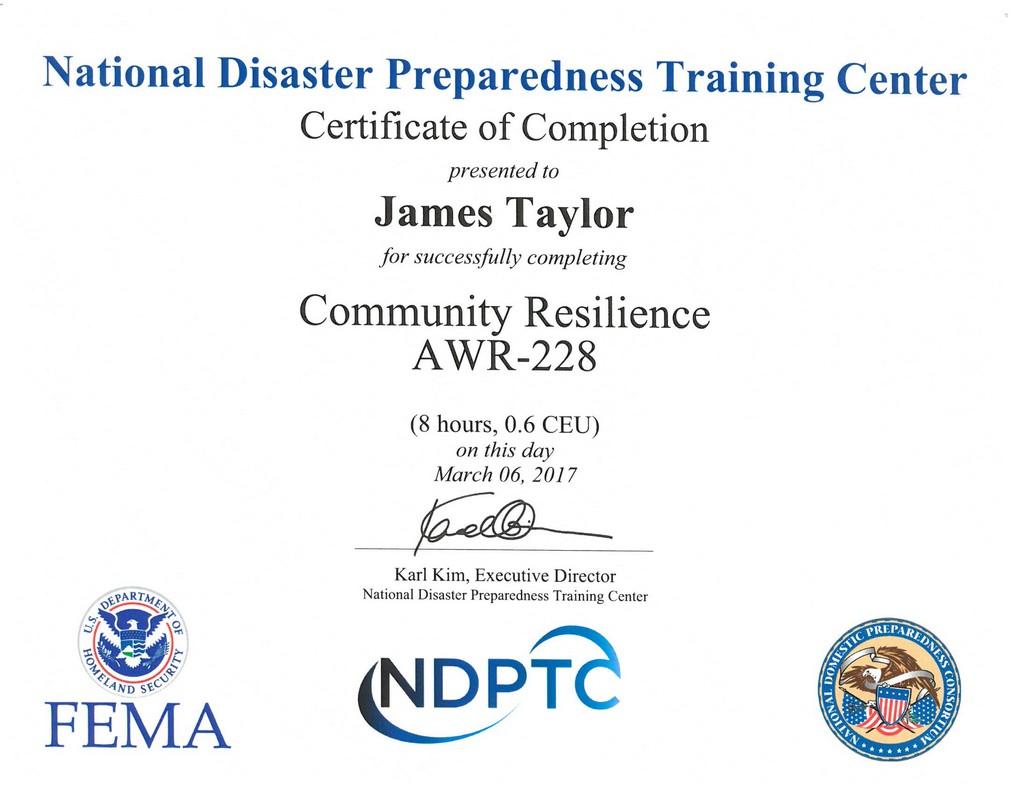 National Disaster Preparedness Training Center
Certificate of Completion
presented to
James Taylor
for successfully completing
Community Resilience
AWR-228
(8 hours, 0.6 CEU)
on this day
March 06, 2017
Karl Kim, Executive Director
National Disaster Preparedness Training Center
U.S. DEPARTMENT OF HOMELAND SECURITY
FEMA
NDPTC
NATIONAL DOMESTIC PREPAREDNESS CONSORTIUM